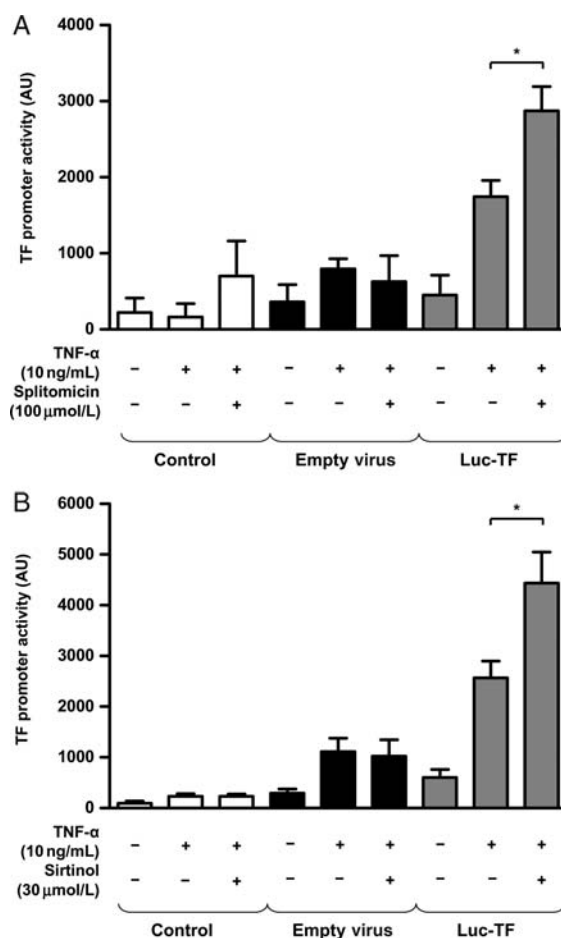 A
TF promoter activity (AU)
4000
3000
2000
1000
0
*
TNF-α
(10 ng/mL) – + + – + + – + +
Splitomicin
(100 µmol/L) – – + – – + – – +
Control Empty virus Luc-TF
B
TF promoter activity (AU)
6000
5000
4000
3000
2000
1000
0
*
TNF-α
(10 ng/mL) – + + – + + – + +
Sirtinol
(30 µmol/L) – – + – – + – – +
Control Empty virus Luc-TF